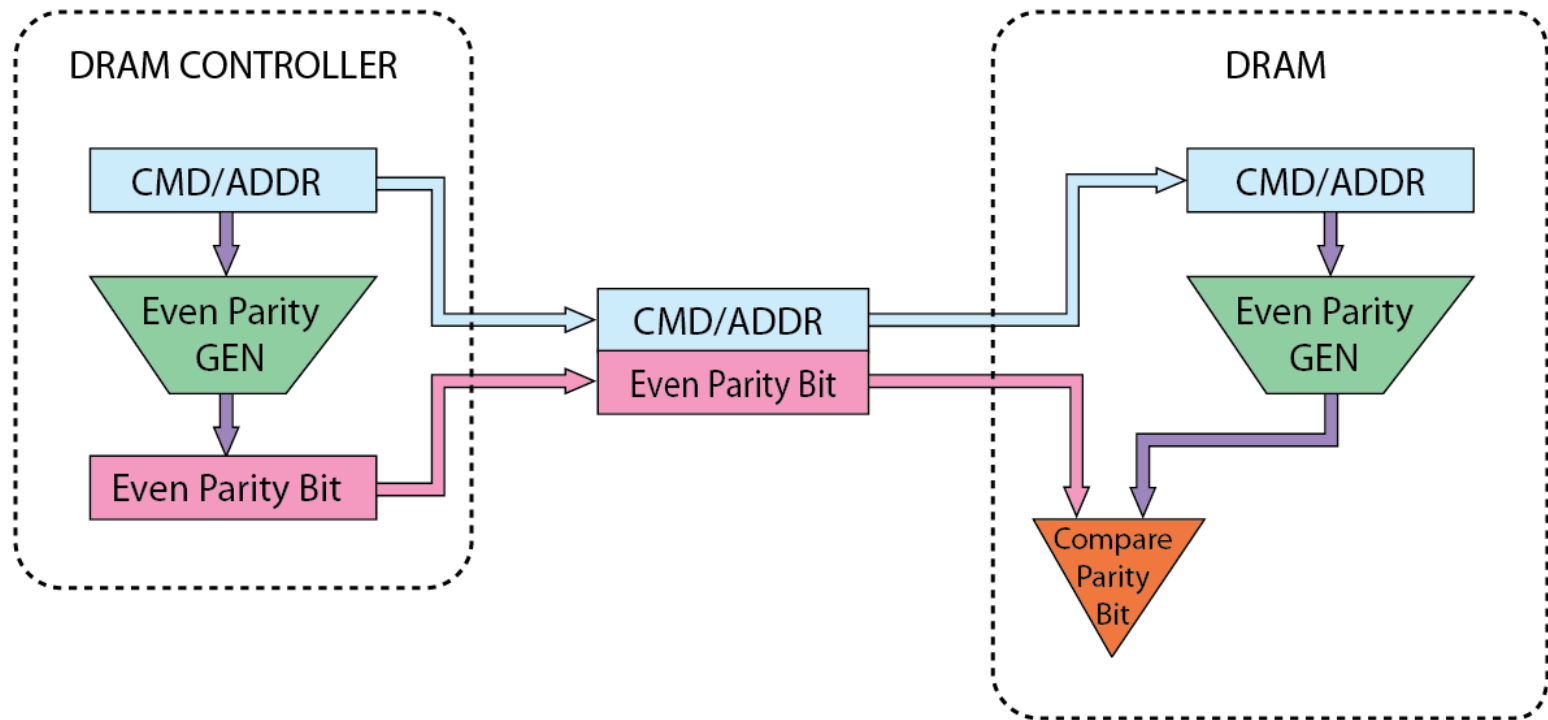 DRAM CONTROLLER
CMD/ADDR
Even Parity
GEN
Even Parity Bit
CMD/ADDR
Even Parity Bit
DRAM
CMD/ADDR
Even Parity
GEN
Compare
Parity
Bit